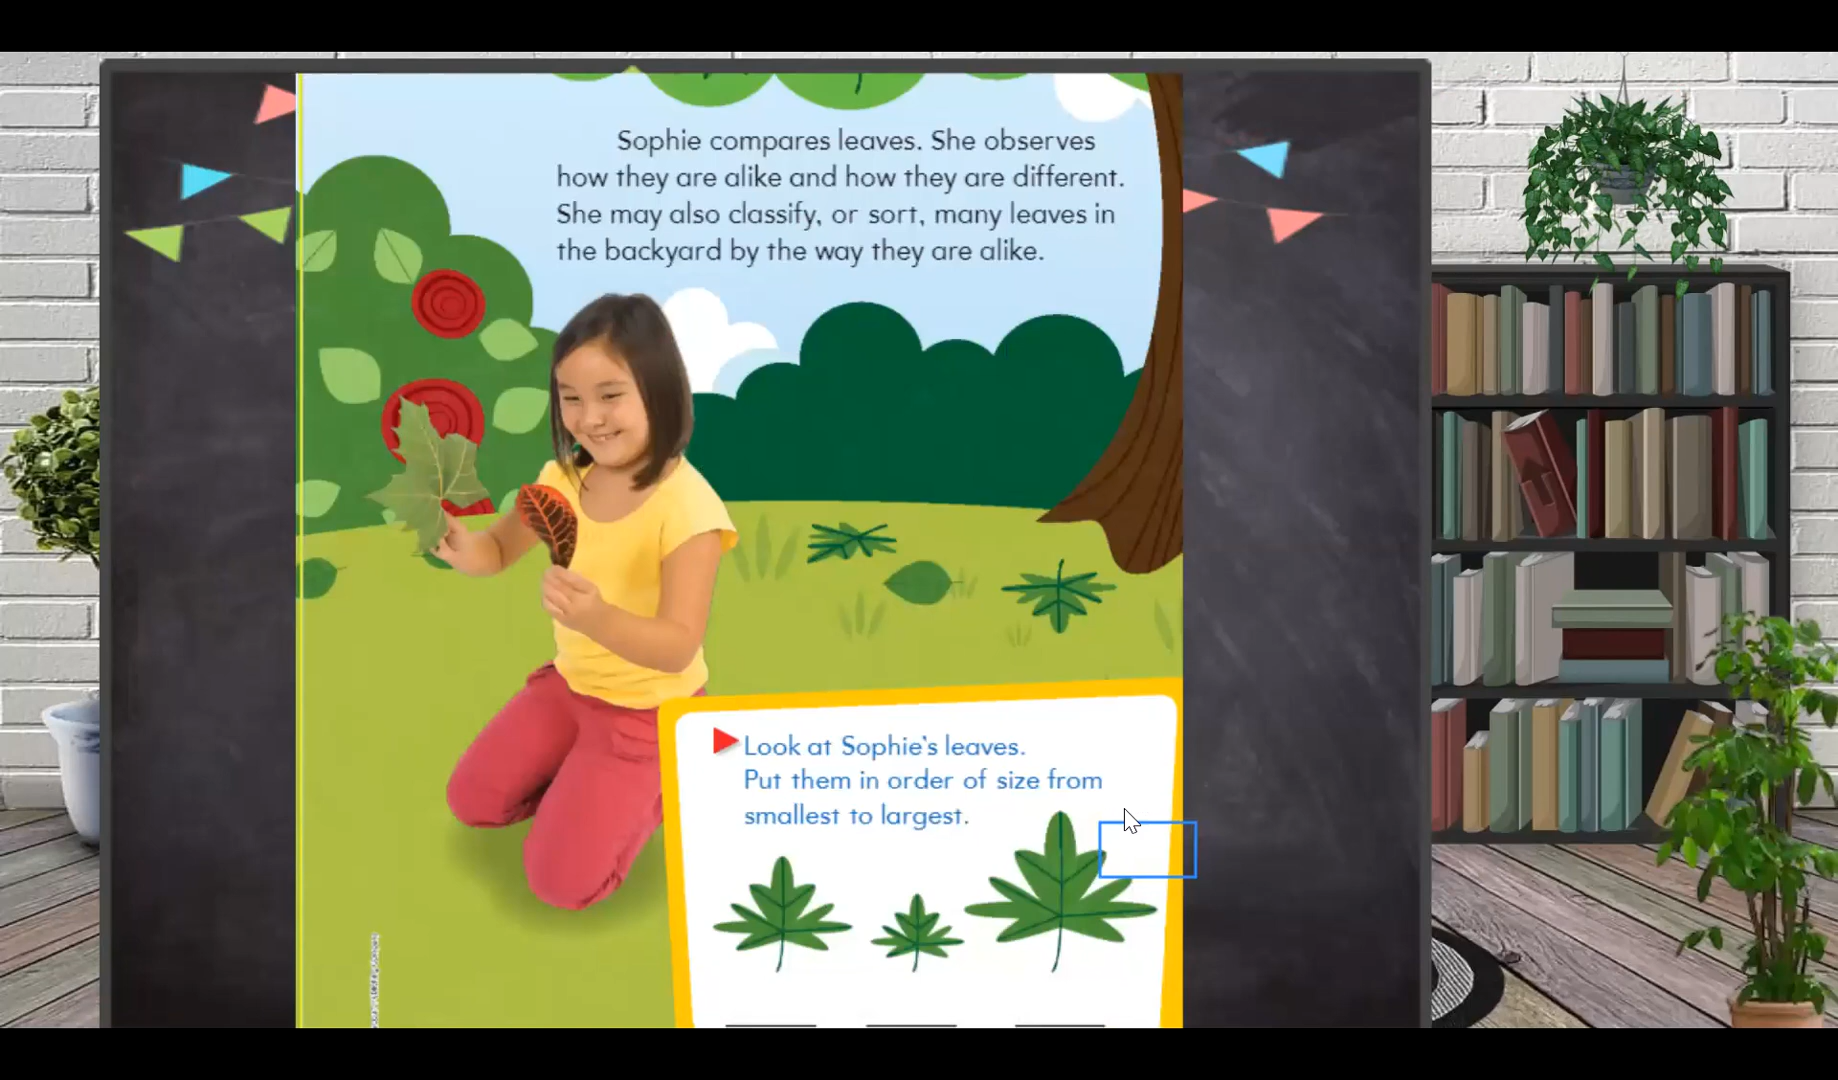 Sophie compares leaves. She observes
how they are alike and how they are different.
She may also classify, or sort, many leaves in
the backyard by the way they are alike.
Look at Sophie's leaves.
Put them in order of size from
smallest to largest.